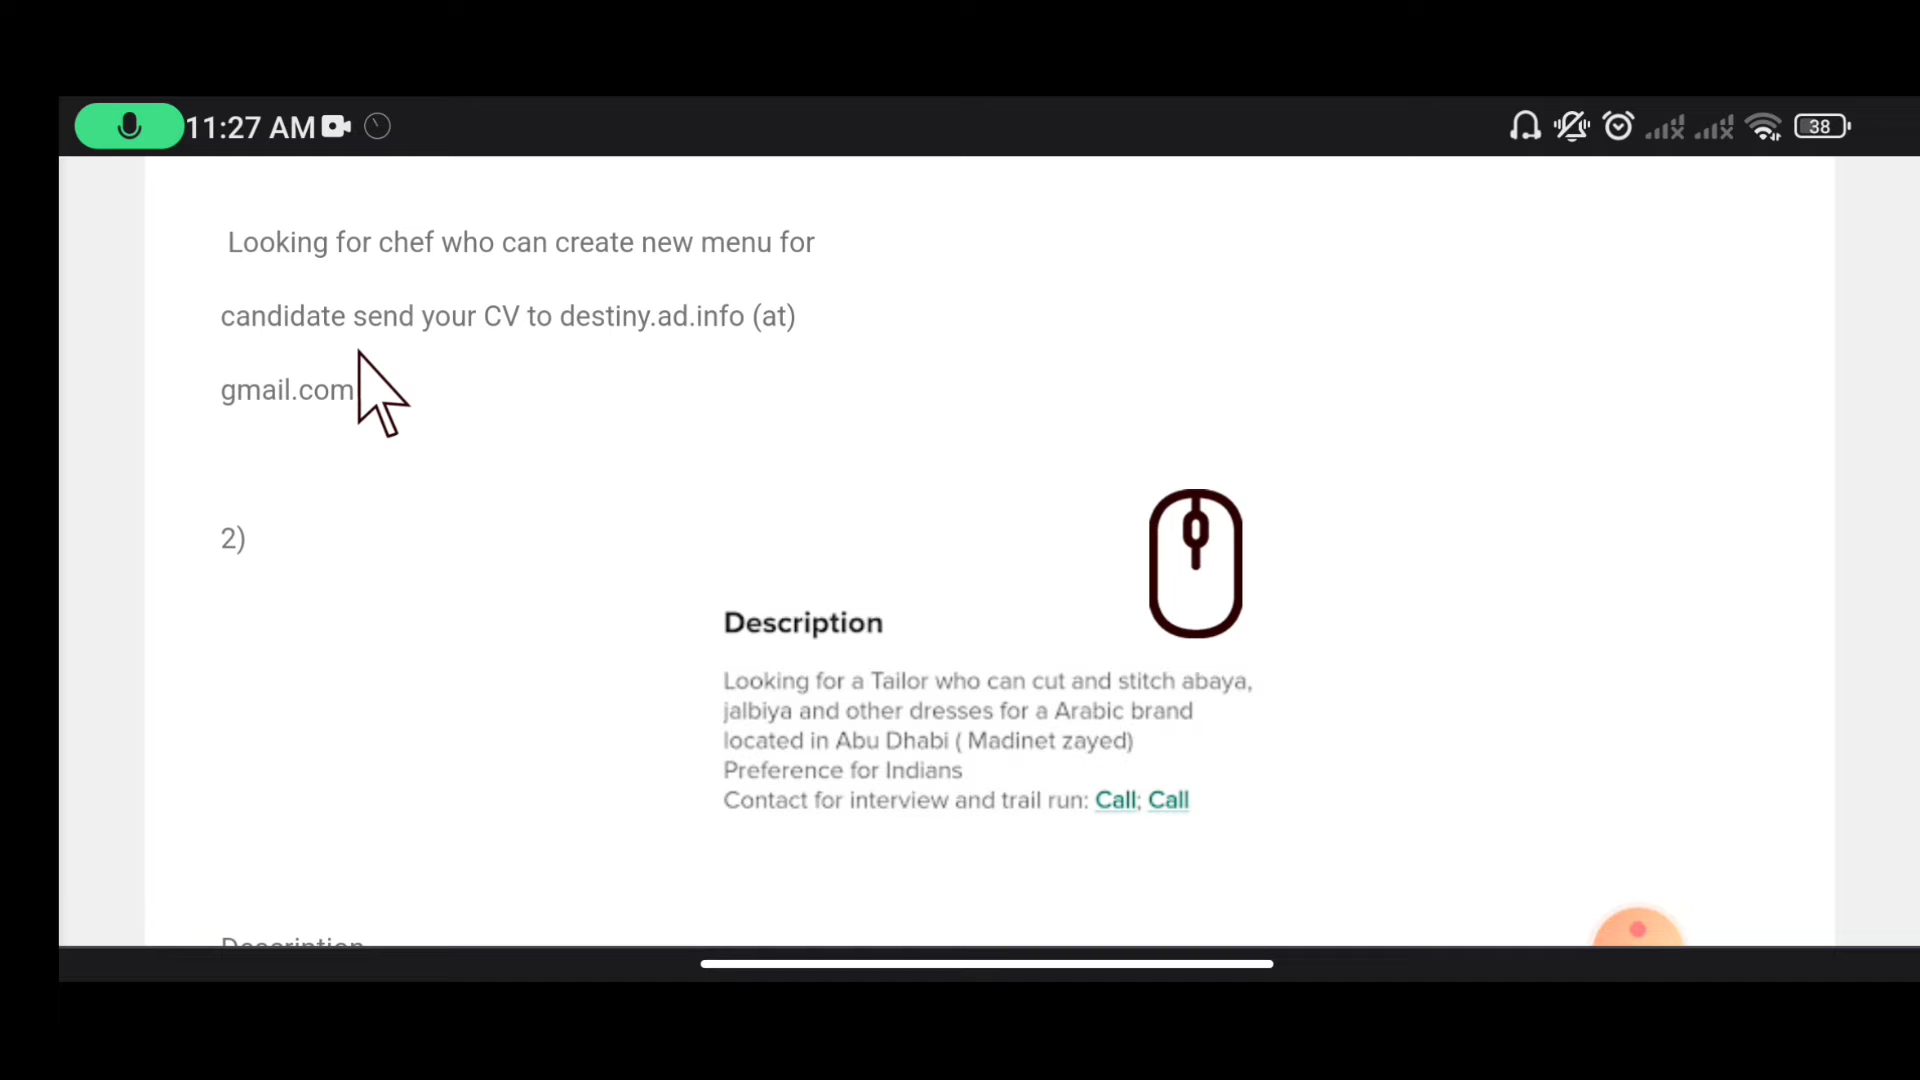 11:27 AM
38
Looking for chef who can create new menu for
candidate send your CV to destiny.ad.info (at)
gmail.com
2)
Description
Looking for a Tailor who can cut and stitch abaya,
jalbiya and other dresses for a Arabic brand
located in Abu Dhabi ( Madinet zayed)
Preference for Indians
Contact for interview and trail run: Call; Call
Description